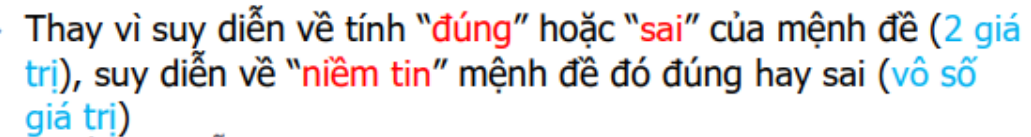 Thay vì suy diễn về tính “đúng” hoặc “sai” của mệnh đề (2 giá
trị), suy diễn về “niềm tin” mệnh đề đó đúng hay sai (vô số
giá trị)